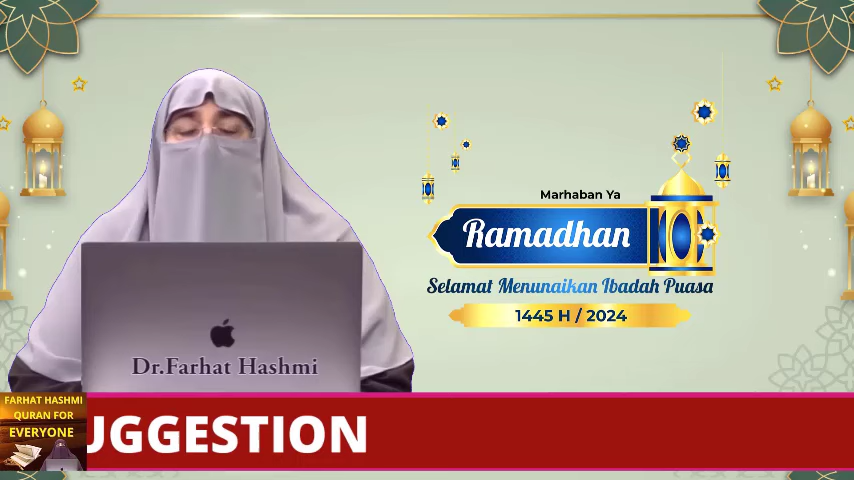 Marhaban Ya
Ramadhan
Selamat Menunaikan Ibadah Puasa
1445 H / 2024
Dr.Farhat Hashmi
FARHAT HASHMI
QURAN FOR
EVERYONE
UGGESTION